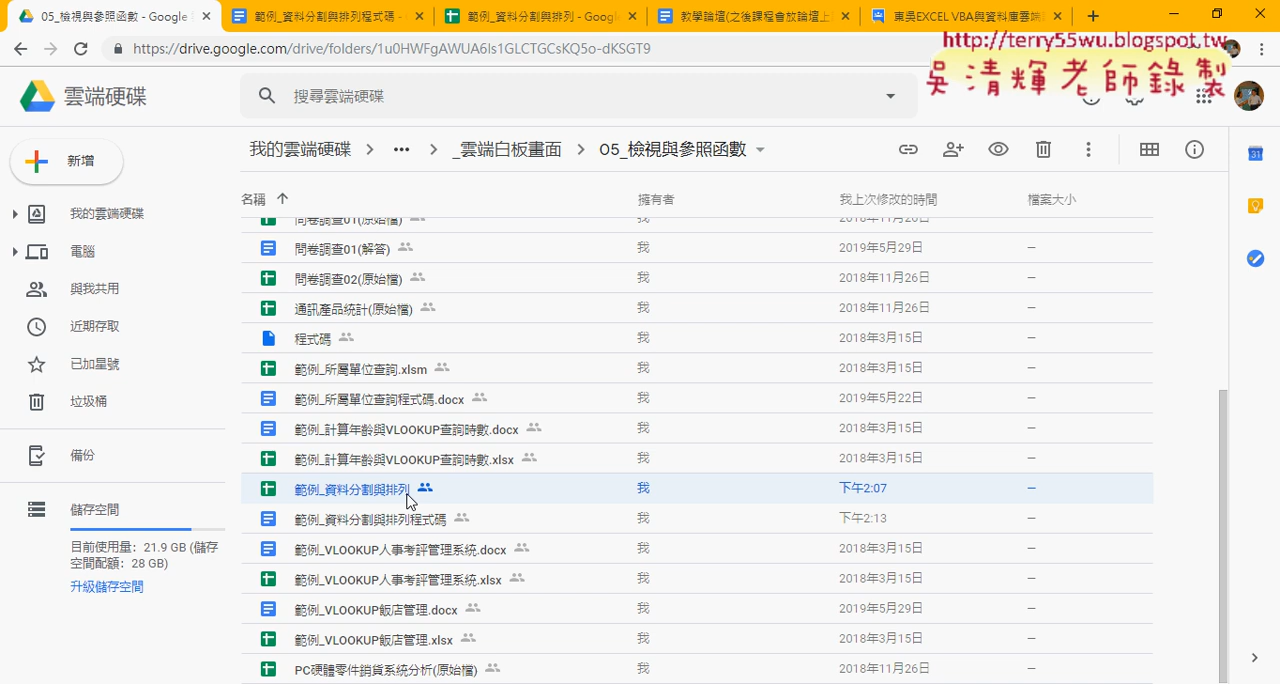 05_檢視與參照函數 - Google
範例_資料分割與排列程式碼 -
範例_資料分割與排列 - Google
教學論壇(之後課程會放論壇上
東吳EXCEL VBA與資料庫雲端
https://drive.google.com/drive/folders/1u0HWFgAWUA6Is1GLCTGCsKQ5o-dKSGT9
http://terry55wu.blogspot.tw
吳清輝老師錄製
雲端硬碟
搜尋雲端硬碟
新增
我的雲端硬碟
_雲端白板畫面
05_檢視與參照函數
我的雲端硬碟
電腦
與我共用
近期存取
已加星號
垃圾桶
備份
儲存空間
目前使用量：21.9 GB (儲存
空間配額：28 GB)
升級儲存空間
名稱 擁有者 我上次修改的時間 檔案大小
問卷調查01(原始檔) 我 2018年11月26日 –
問卷調查01(解答) 我 2019年5月29日 –
問卷調查02(原始檔) 我 2018年11月26日 –
通訊產品統計(原始檔) 我 2018年11月26日 –
程式碼 我 2018年3月15日 –
範例_所屬單位查詢.xlsm 我 2018年3月15日 –
範例_所屬單位查詢程式碼.docx 我 2019年5月22日 –
範例_計算年齡與VLOOKUP查詢時數.docx 我 2018年3月15日 –
範例_計算年齡與VLOOKUP查詢時數.xlsx 我 2018年3月15日 –
範例_資料分割與排列 我 下午2:07 –
範例_資料分割與排列程式碼 我 下午2:13 –
範例_VLOOKUP人事考評管理系統.docx 我 2018年3月15日 –
範例_VLOOKUP人事考評管理系統.xlsx 我 2018年3月15日 –
範例_VLOOKUP飯店管理.docx 我 2019年5月29日 –
範例_VLOOKUP飯店管理.xlsx 我 2018年3月15日 –
PC硬體零件銷貨系統分析(原始檔) 我 2018年11月26日 –
31